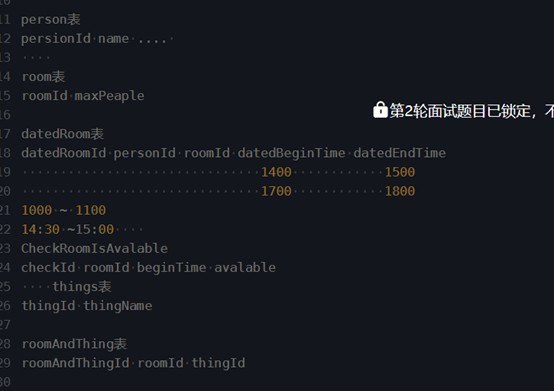 person表
persionId name ....
room表
roomId maxPeaple
第2轮面试题目已锁定，不
datedRoom表
datedRoomId personId roomId datedBeginTime datedEndTime
1400 1500
1700 1800
1000 ~ 1100
14:30 ~15:00
CheckRoomIsAvalable
checkId roomId beginTime avalable
things表
thingId thingName
roomAndThing表
roomAndThingId roomId thingId